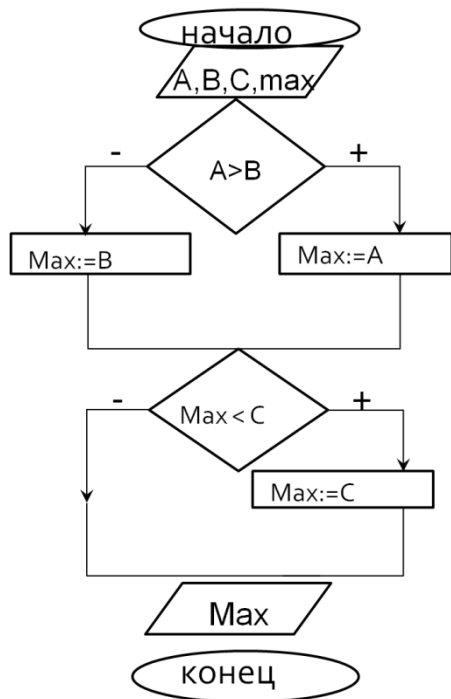 начало
A,B,C,max
- +
A>B
Max:=B Max:=A
- +
Max < C
Max:=C
Max
конец